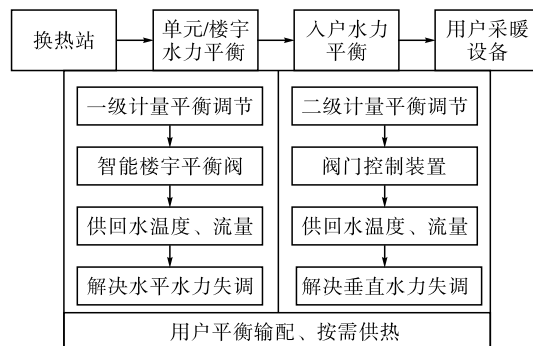 换热站
单元/楼宇
水力平衡
入户水力
平衡
用户采暖
设备
一级计量平衡调节
智能楼宇平衡阀
供回水温度、流量
解决水平水力失调
二级计量平衡调节
阀门控制装置
供回水温度、流量
解决垂直水力失调
用户平衡输配、按需供热